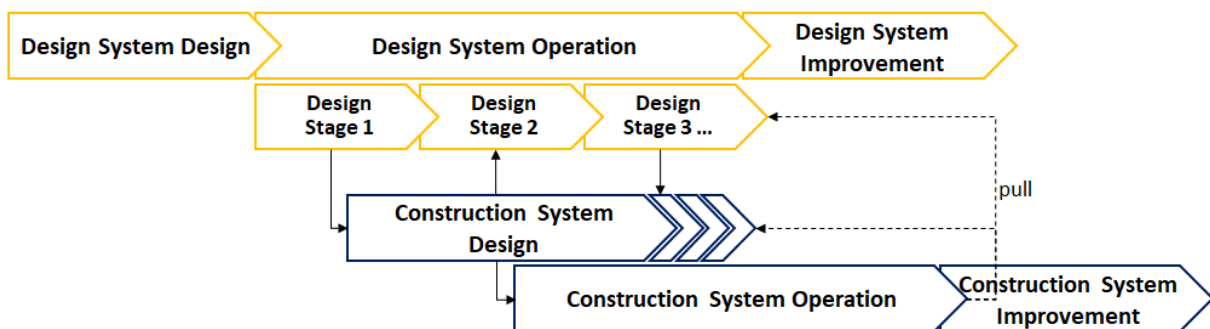 Design System Design
Design System Operation
Design System
Improvement
Design
Stage 1
Design
Stage 2
Design
Stage 3 ...
pull
Construction System
Design
Construction System Operation
Construction System
Improvement